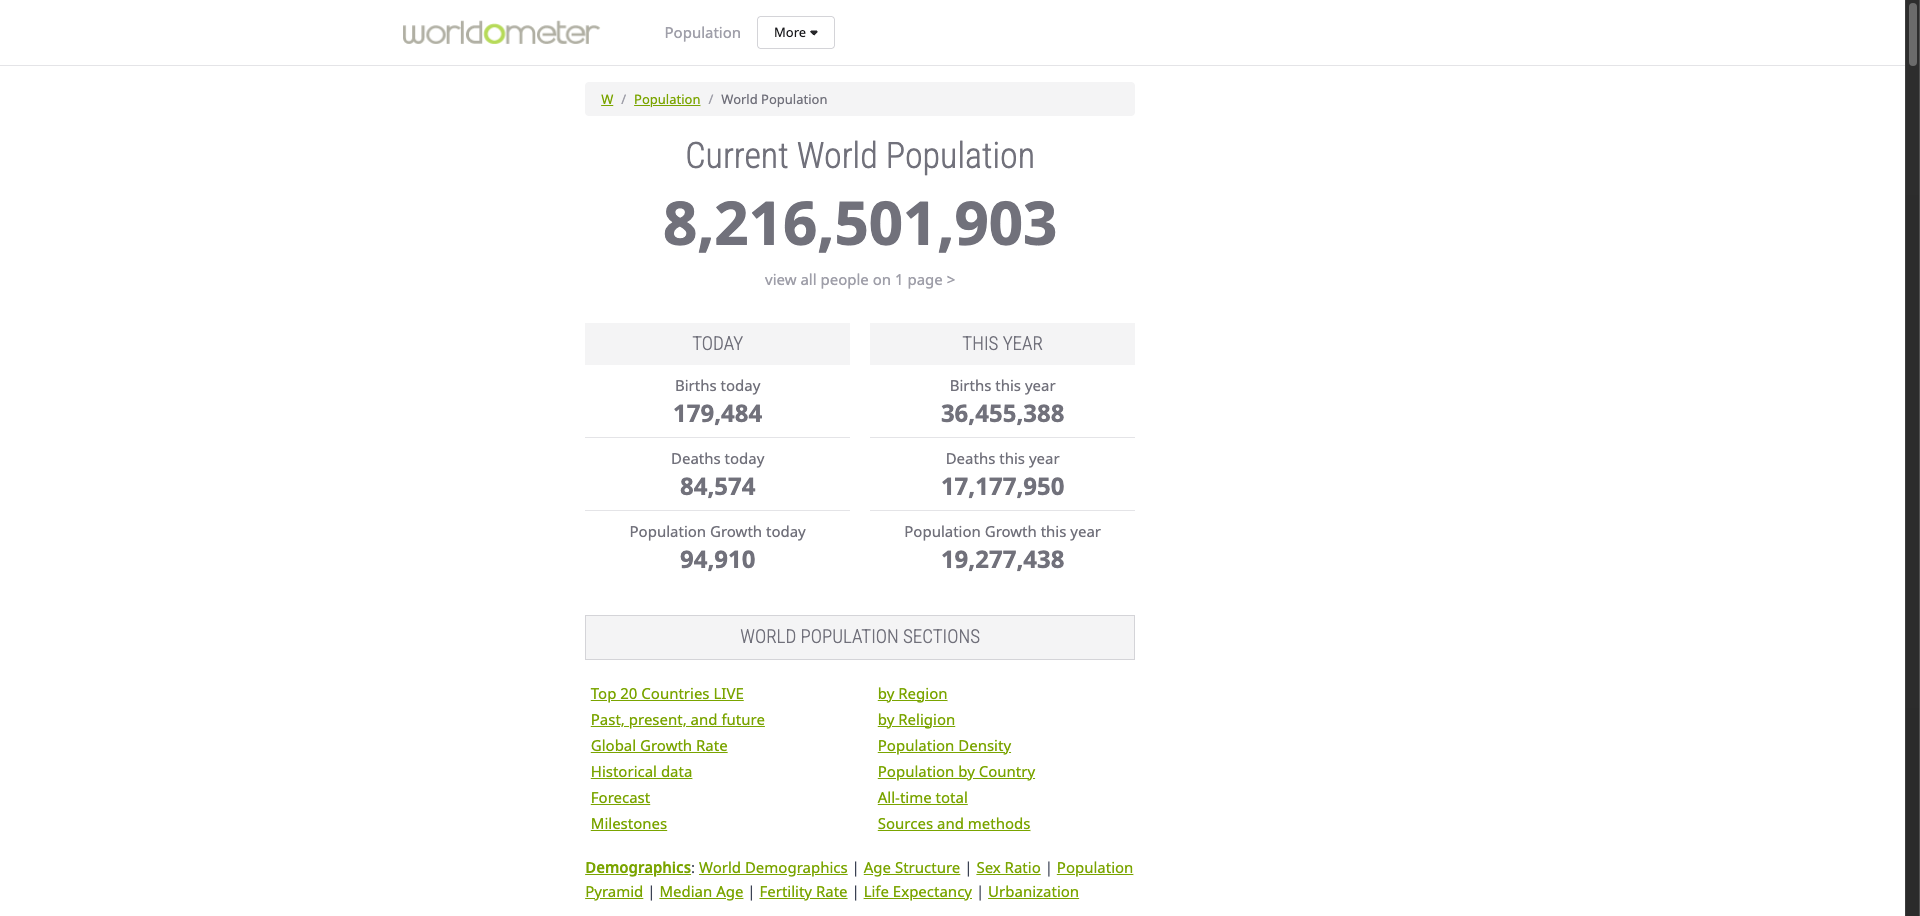 worldometer
Population
More
W / Population / World Population
Current World Population
8,216,501,903
view all people on 1 page >
TODAY
Births today
179,484
Deaths today
84,574
Population Growth today
94,910
THIS YEAR
Births this year
36,455,388
Deaths this year
17,177,950
Population Growth this year
19,277,438
WORLD POPULATION SECTIONS
Top 20 Countries LIVE
Past, present, and future
Global Growth Rate
Historical data
Forecast
Milestones
by Region
by Religion
Population Density
Population by Country
All-time total
Sources and methods
Demographics: World Demographics | Age Structure | Sex Ratio | Population
Pyramid | Median Age | Fertility Rate | Life Expectancy | Urbanization